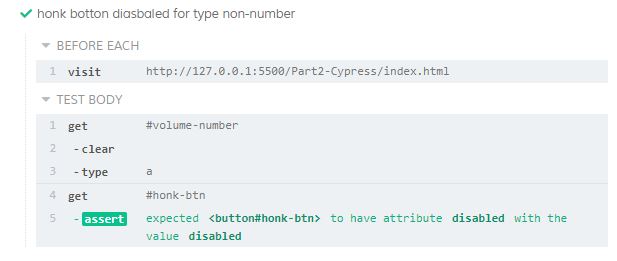 honk botton diasbaled for type non-number
BEFORE EACH
1 visit http://127.0.0.1:5500/Part2-Cypress/index.html
TEST BODY
1 get #volume-number
2 -clear
3 -type a
4 get #honk-btn
5 -assert expected <button#honk-btn> to have attribute disabled with the
value disabled